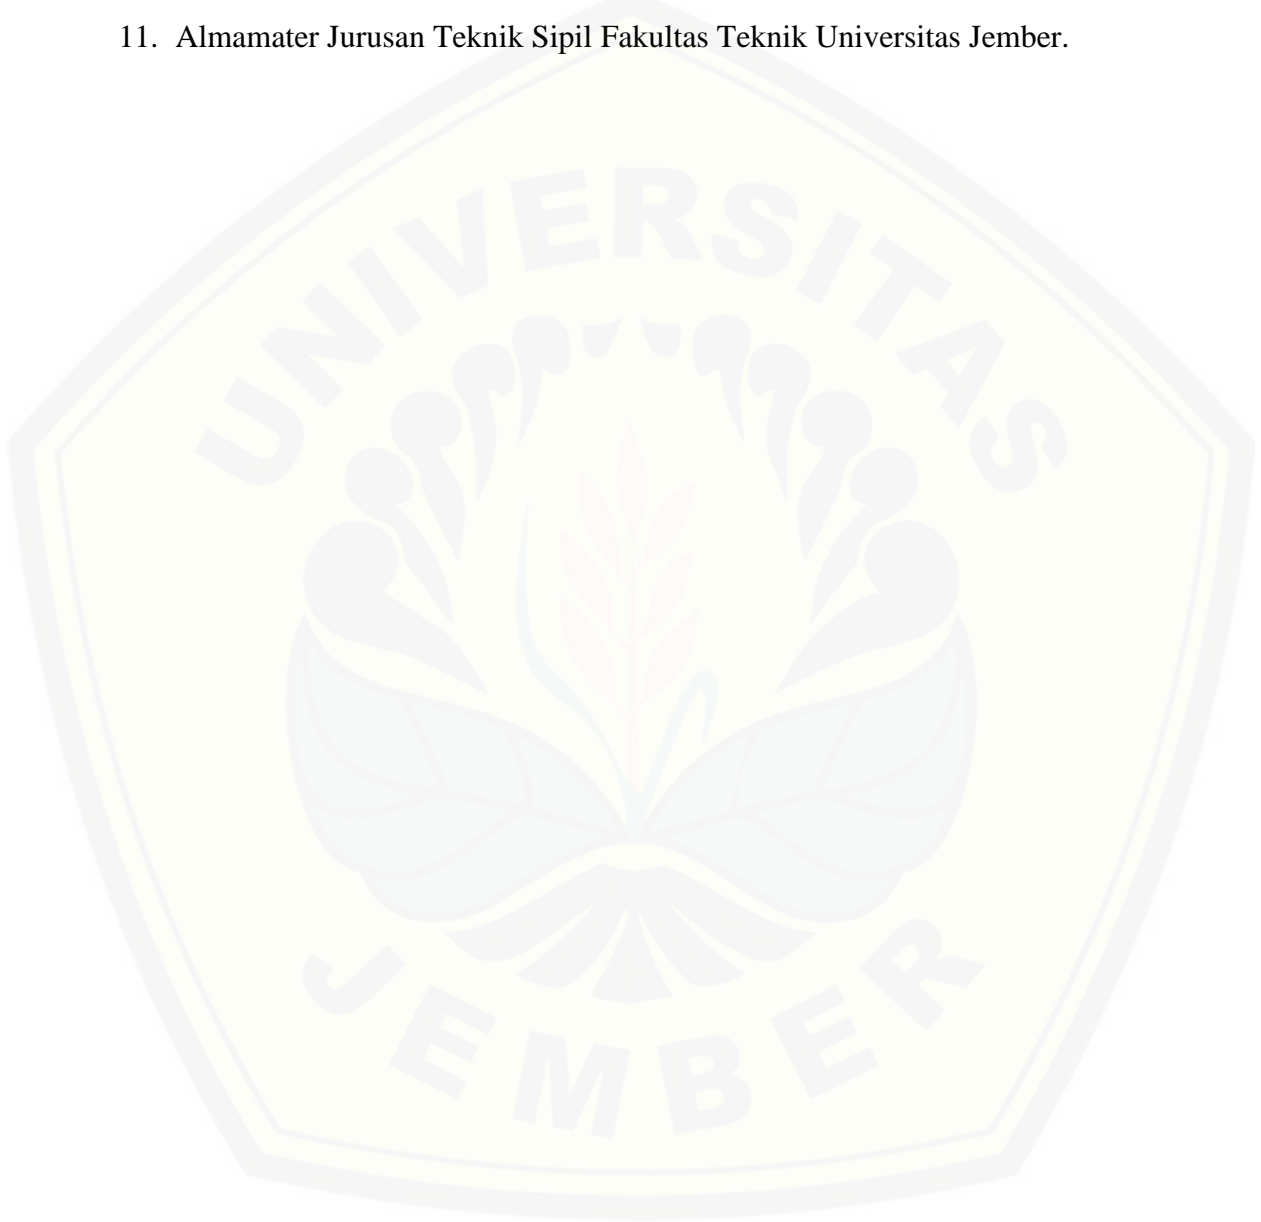 11. Almamater Jurusan Teknik Sipil Fakultas Teknik Universitas Jember.
UNIVERSITAS
JEMBER